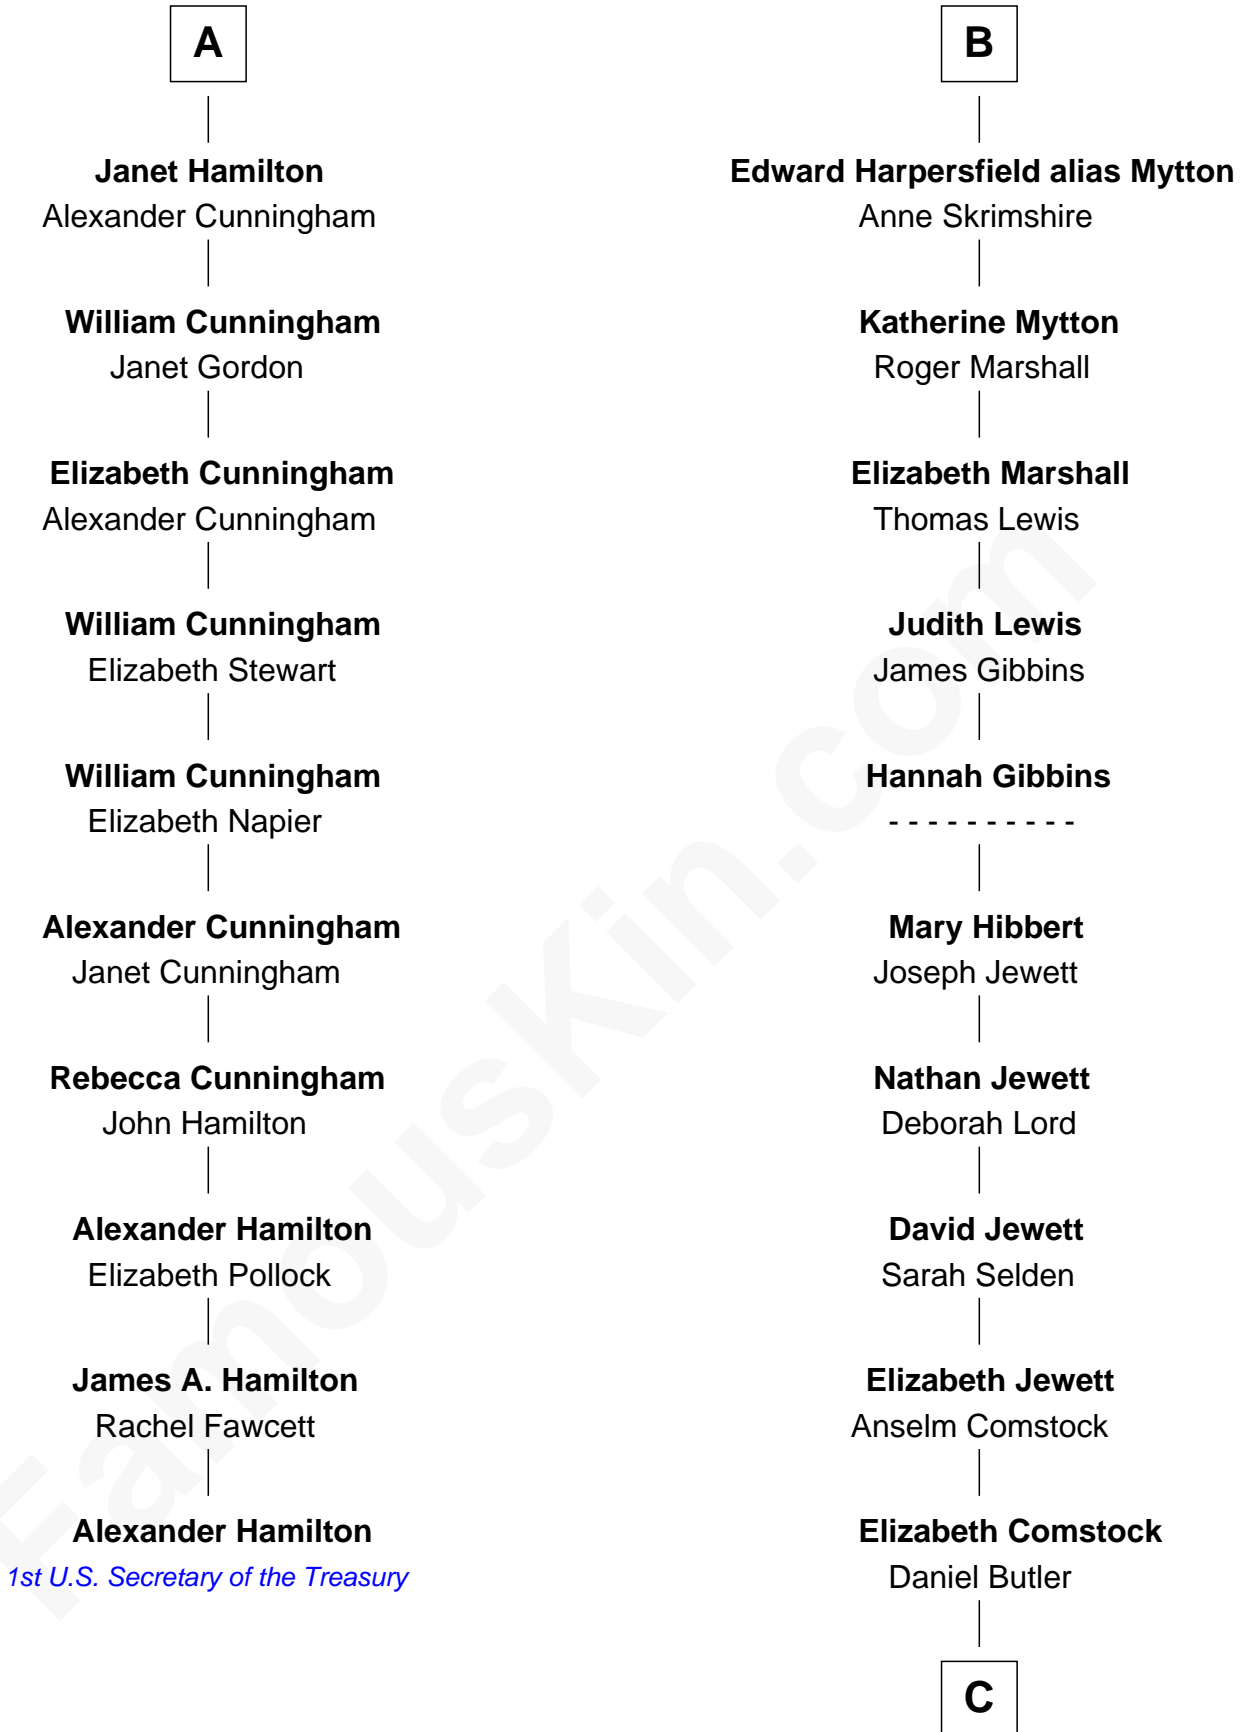 A
Janet Hamilton
Alexander Cunningham
William Cunningham
Janet Gordon
Elizabeth Cunningham
Alexander Cunningham
William Cunningham
Elizabeth Stewart
William Cunningham
Elizabeth Napier
Alexander Cunningham
Janet Cunningham
Rebecca Cunningham
John Hamilton
Alexander Hamilton
Elizabeth Pollock
James A. Hamilton
Rachel Fawcett
Alexander Hamilton
1st U.S. Secretary of the Treasury
B
Edward Harpersfield alias Mytton
Anne Skrimshire
Katherine Mytton
Roger Marshall
Elizabeth Marshall
Thomas Lewis
Judith Lewis
James Gibbins
Hannah Gibbins
- - - - - - - - - -
Mary Hibbert
Joseph Jewett
Nathan Jewett
Deborah Lord
David Jewett
Sarah Selden
Elizabeth Jewett
Anselm Comstock
Elizabeth Comstock
Daniel Butler
C
FamousKin.com